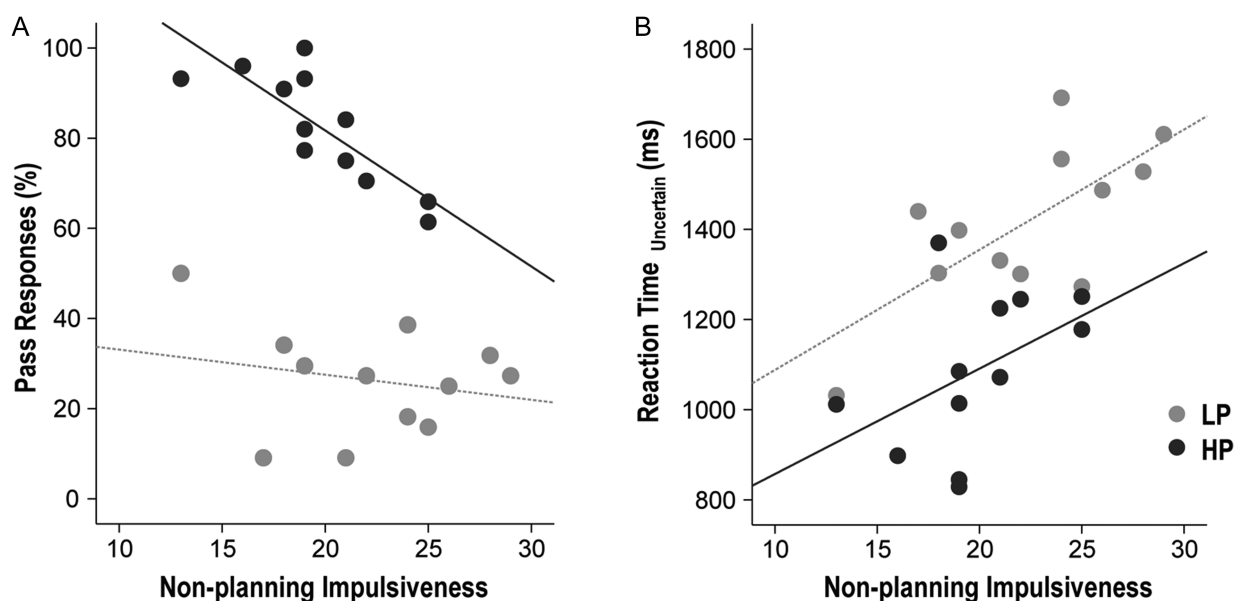 A
Pass Responses (%)
100
80
60
40
20
0
10 15 20 25 30
Non-planning Impulsiveness
B
Reaction Time Uncertain (ms)
1800
1600
1400
1200
1000
800
10 15 20 25 30
Non-planning Impulsiveness
LP
HP